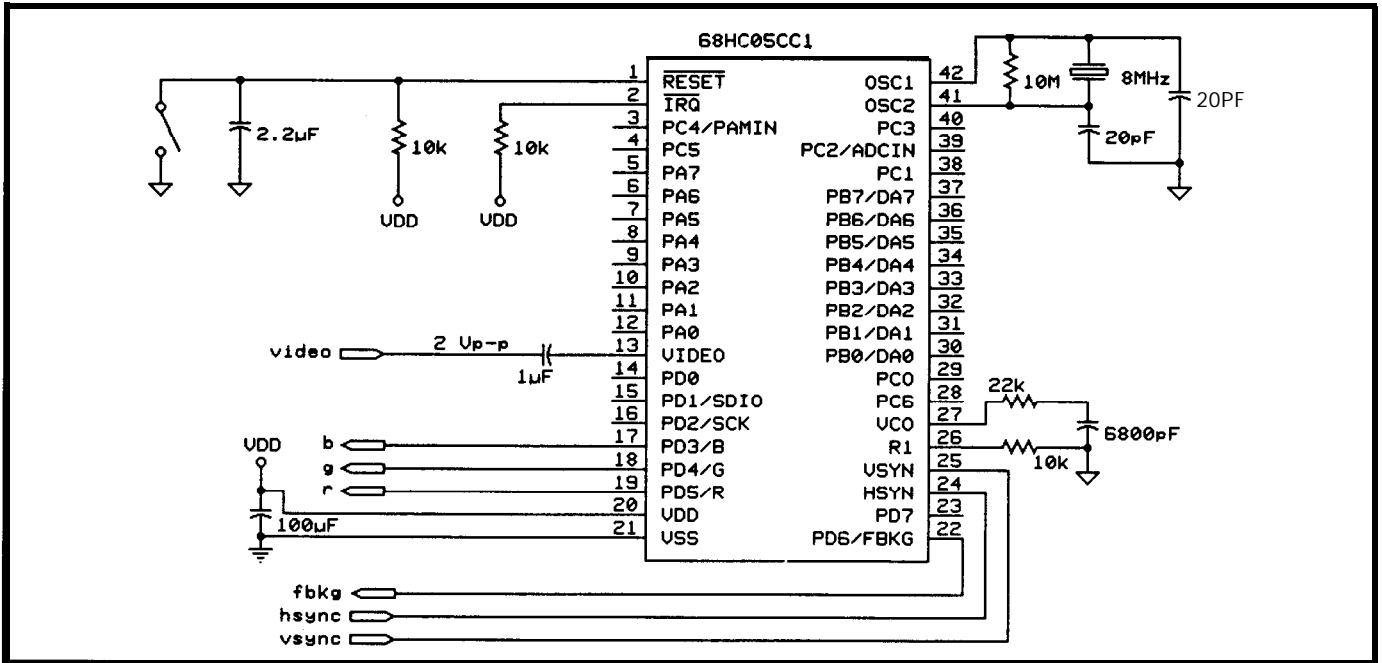 68HC05CC1
1 RESET
2 IRQ
3 PC4/PAMIN
4 PC5
5 PA7
6 PA6
7 PA5
8 PA4
9 PA3
10 PA2
11 PA1
12 PA0
13 VIDEO
14 PD0
15 PD1/SDIO
16 PD2/SCK
17 PD3/B
18 PD4/G
19 PD5/R
20 VDD
21 VSS
OSC1 42
OSC2 41
PC3 40
PC2/ADCIN 39
PC1 38
PB7/DA7 37
PB6/DA6 36
PB5/DA5 35
PB4/DA4 34
PB3/DA3 33
PB2/DA2 32
PB1/DA1 31
PB0/DA0 30
PC0 29
PC6 28
VCO 27
R1 26
VSYN 25
HSYN 24
PD7 23
PD6/FBKG 22
2.2µF
10k
10k
VDD
VDD
10M
8MHz
20PF
20pF
video
2 Vp-p
1µF
22k
6800pF
10k
VDD
b
g
r
100µF
fbkg
hsync
vsync